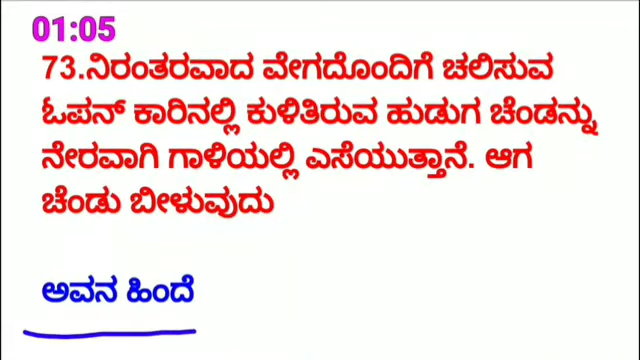 01:05
73.ನಿರಂತರವಾದ ವೇಗದೊಂದಿಗೆ ಚಲಿಸುವ
ಓಪನ್ ಕಾರಿನಲ್ಲಿ ಕುಳಿತಿರುವ ಹುಡುಗ ಚೆಂಡನ್ನು
ನೇರವಾಗಿ ಗಾಳಿಯಲ್ಲಿ ಎಸೆಯುತ್ತಾನೆ. ಆಗ
ಚೆಂಡು ಬೀಳುವುದು
ಅವನ ಹಿಂದೆ